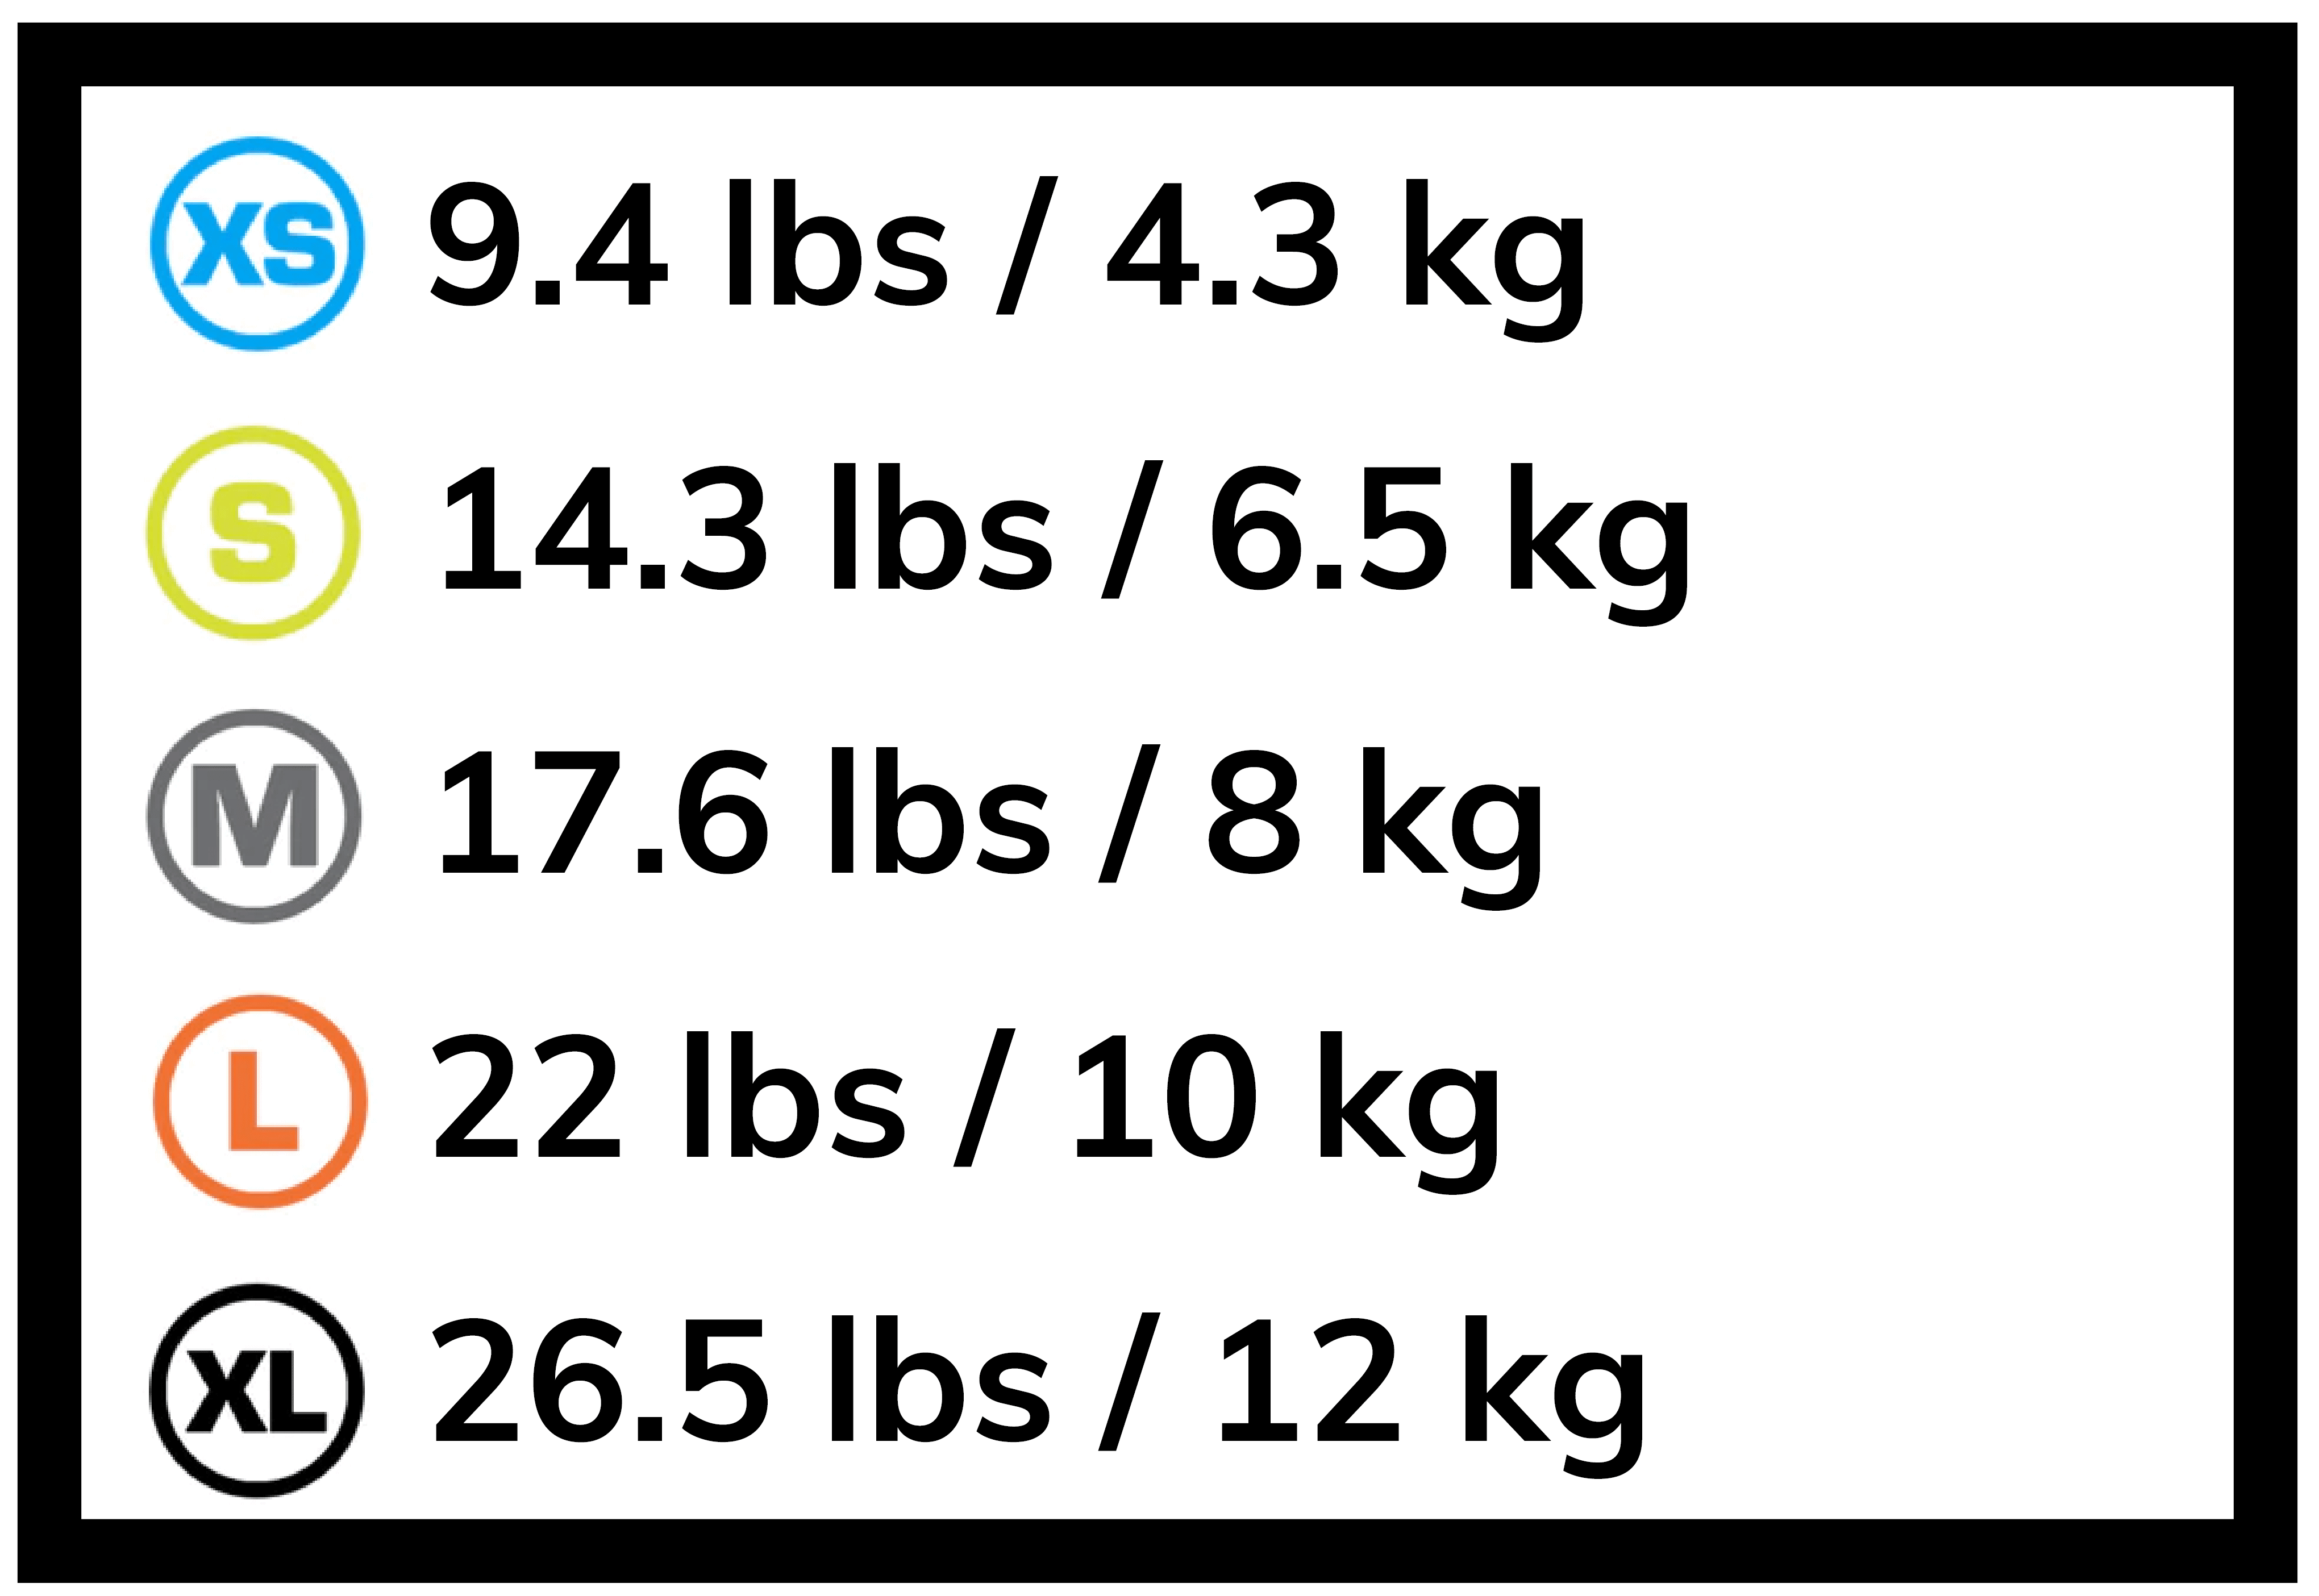 XS 9.4 lbs / 4.3 kg
S 14.3 lbs / 6.5 kg
M 17.6 lbs / 8 kg
L 22 lbs / 10 kg
XL 26.5 lbs / 12 kg